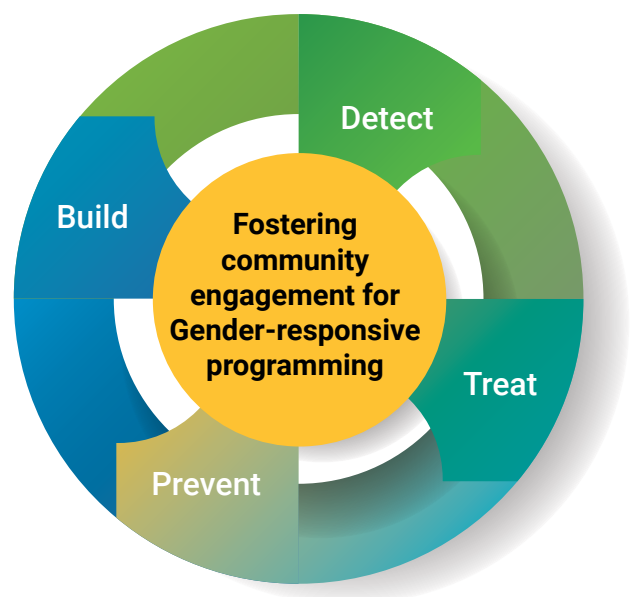 Detect
Build
Fostering
community
engagement for
Gender-responsive
programming
Treat
Prevent